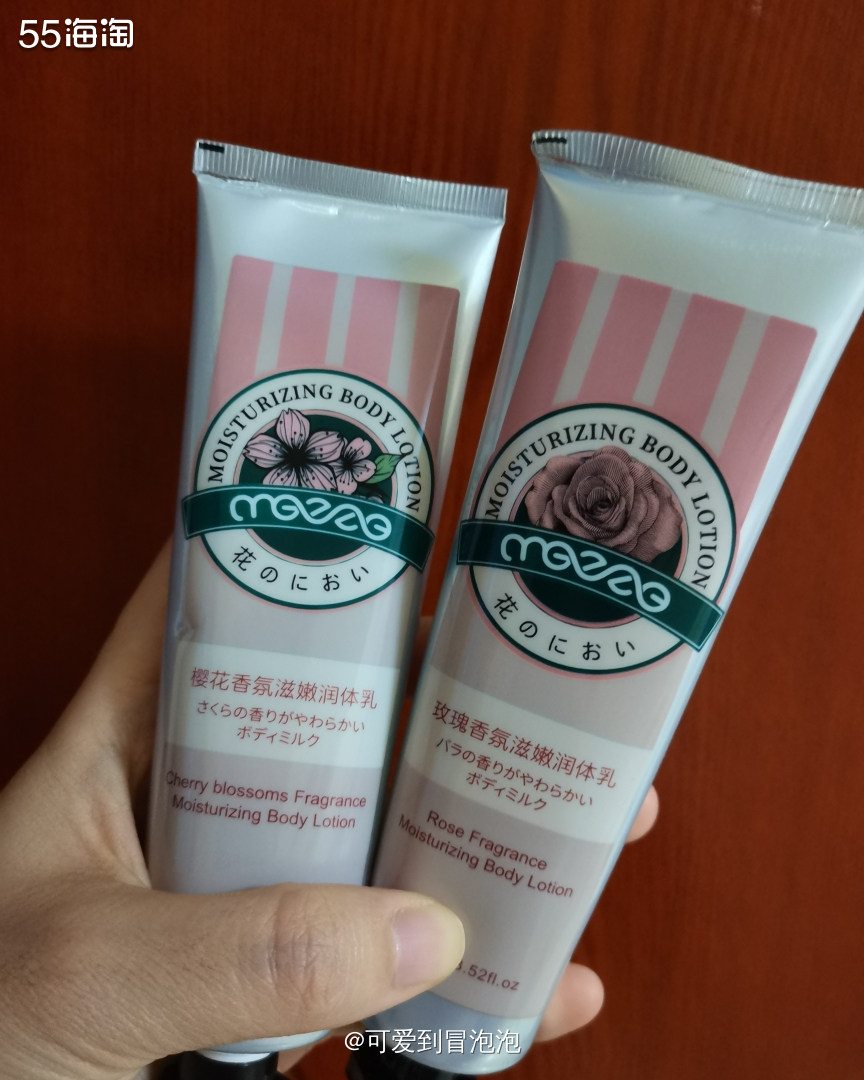 55海淘
MOISTURIZING BODY LOTION
花のにおい
樱花香氛滋嫩润体乳
さくらの香りがやわらかい
ボディミルク
Cherry blossoms Fragrance
Moisturizing Body Lotion
MOISTURIZING BODY LOTION
花のにおい
玫瑰香氛滋嫩润体乳
バラの香りがやわらかい
ボディミルク
Rose Fragrance
Moisturizing Body Lotion
3.52fl.oz
@可爱到冒泡泡